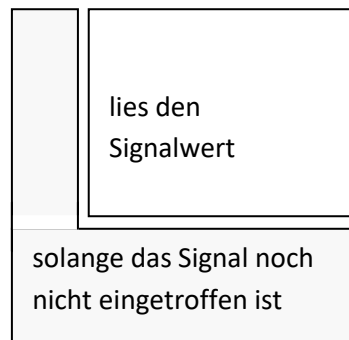 lies den
Signalwert
solange das Signal noch
nicht eingetroffen ist